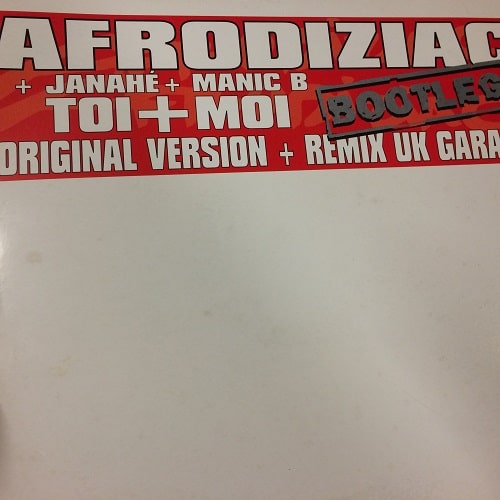 AFRODIZIAC
+ JANAHÉ + MANIC B
TOI + MOI
BOOTLEG
ORIGINAL VERSION + REMIX UK GARA